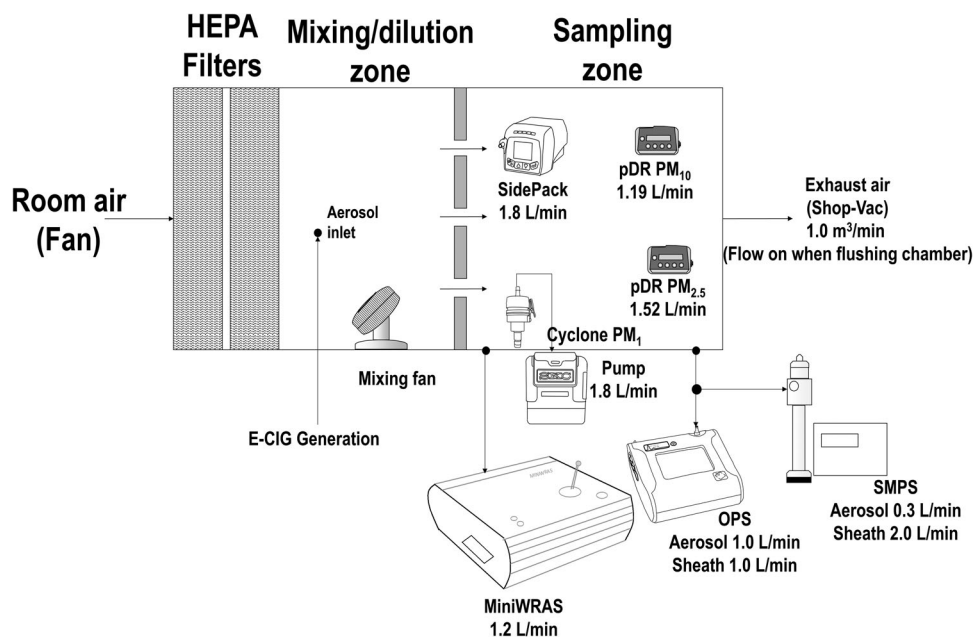 HEPA
Filters
Mixing/dilution
zone
Sampling
zone
SidePack
1.8 L/min
pDR PM₁₀
1.19 L/min
Room air
(Fan)
Aerosol
inlet
Exhaust air
(Shop-Vac)
1.0 m³/min
(Flow on when flushing chamber)
pDR PM₂.₅
1.52 L/min
Cyclone PM₁
Mixing fan
Pump
1.8 L/min
E-CIG Generation
SKC
SMPS
Aerosol 0.3 L/min
Sheath 2.0 L/min
OPS
Aerosol 1.0 L/min
Sheath 1.0 L/min
MiniWRAS
1.2 L/min